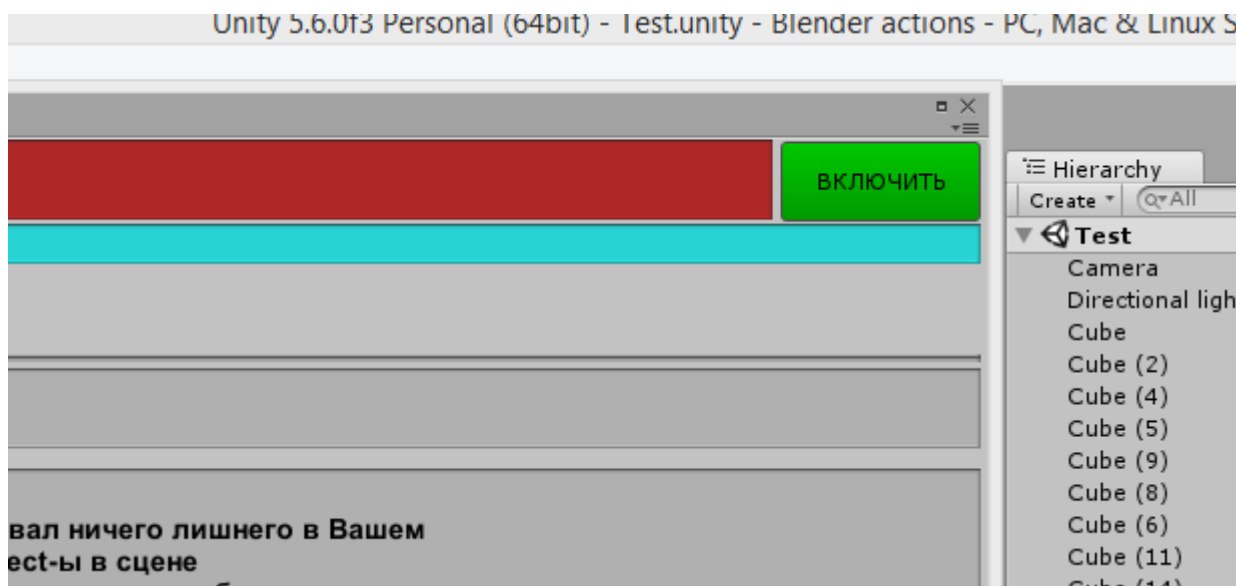 Unity 5.6.0f3 Personal (64bit) - Test.unity - Blender actions - PC, Mac & Linux S
ВКЛЮЧИТЬ
Hierarchy
Create
All
Test
Camera
Directional ligh
Cube
Cube (2)
Cube (4)
Cube (5)
Cube (9)
Cube (8)
Cube (6)
Cube (11)
Cube (14)
вал ничего лишнего в Вашем
ect-ы в сцене